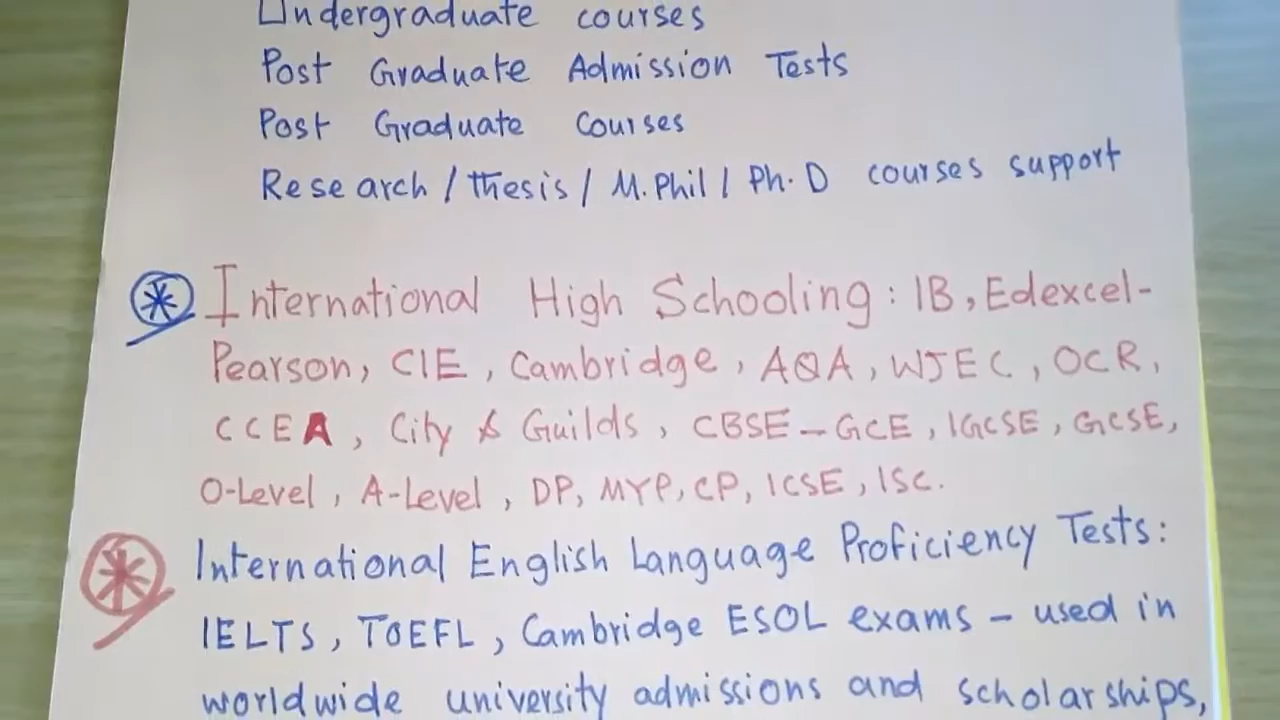 Undergraduate courses
Post Graduate Admission Tests
Post Graduate Courses
Research / Thesis / M.Phil / Ph.D courses support
International High Schooling : IB, Edexcel-
Pearson, CIE, Cambridge, AQA, WJEC, OCR,
CCEA, City & Guilds, CBSE - GCE, IGCSE, GCSE,
O-Level, A-Level, DP, MYP, CP, ICSE, ISC.
International English Language Proficiency Tests:
IELTS, TOEFL, Cambridge ESOL exams - used in
worldwide university admissions and scholarships,